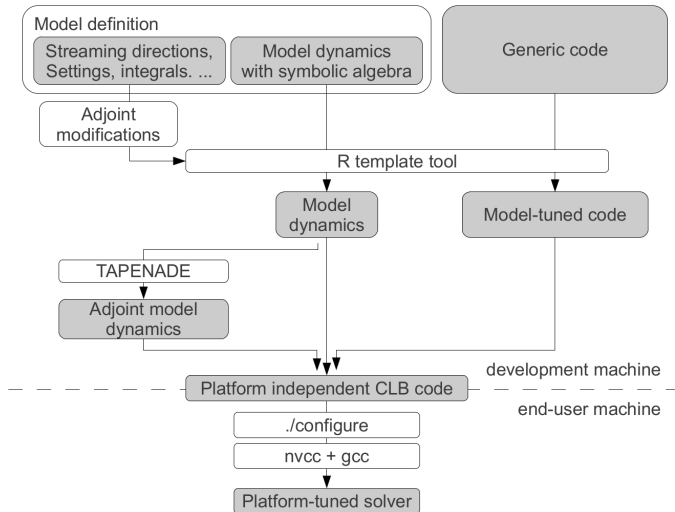 Model definition
Streaming directions,
Settings, integrals. ...
Model dynamics
with symbolic algebra
Generic code
Adjoint
modifications
R template tool
Model
dynamics
Model-tuned code
TAPENADE
Adjoint model
dynamics
development machine
Platform independent CLB code
end-user machine
./configure
nvcc + gcc
Platform-tuned solver